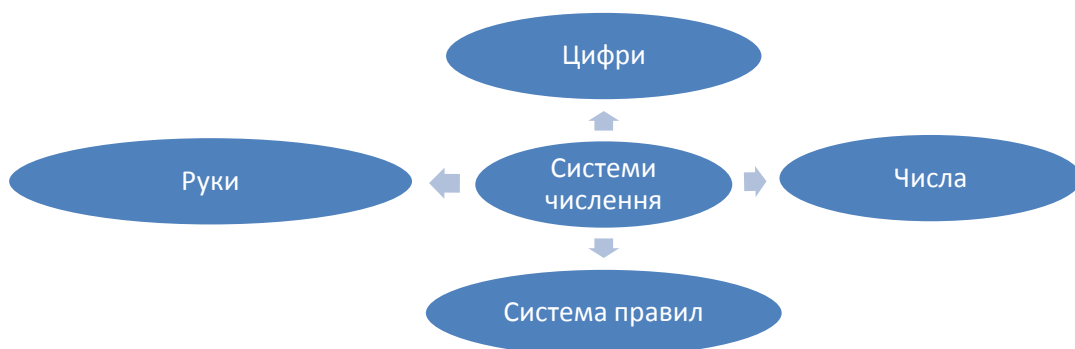 Цифри
Руки
Системи
числення
Числа
Система правил